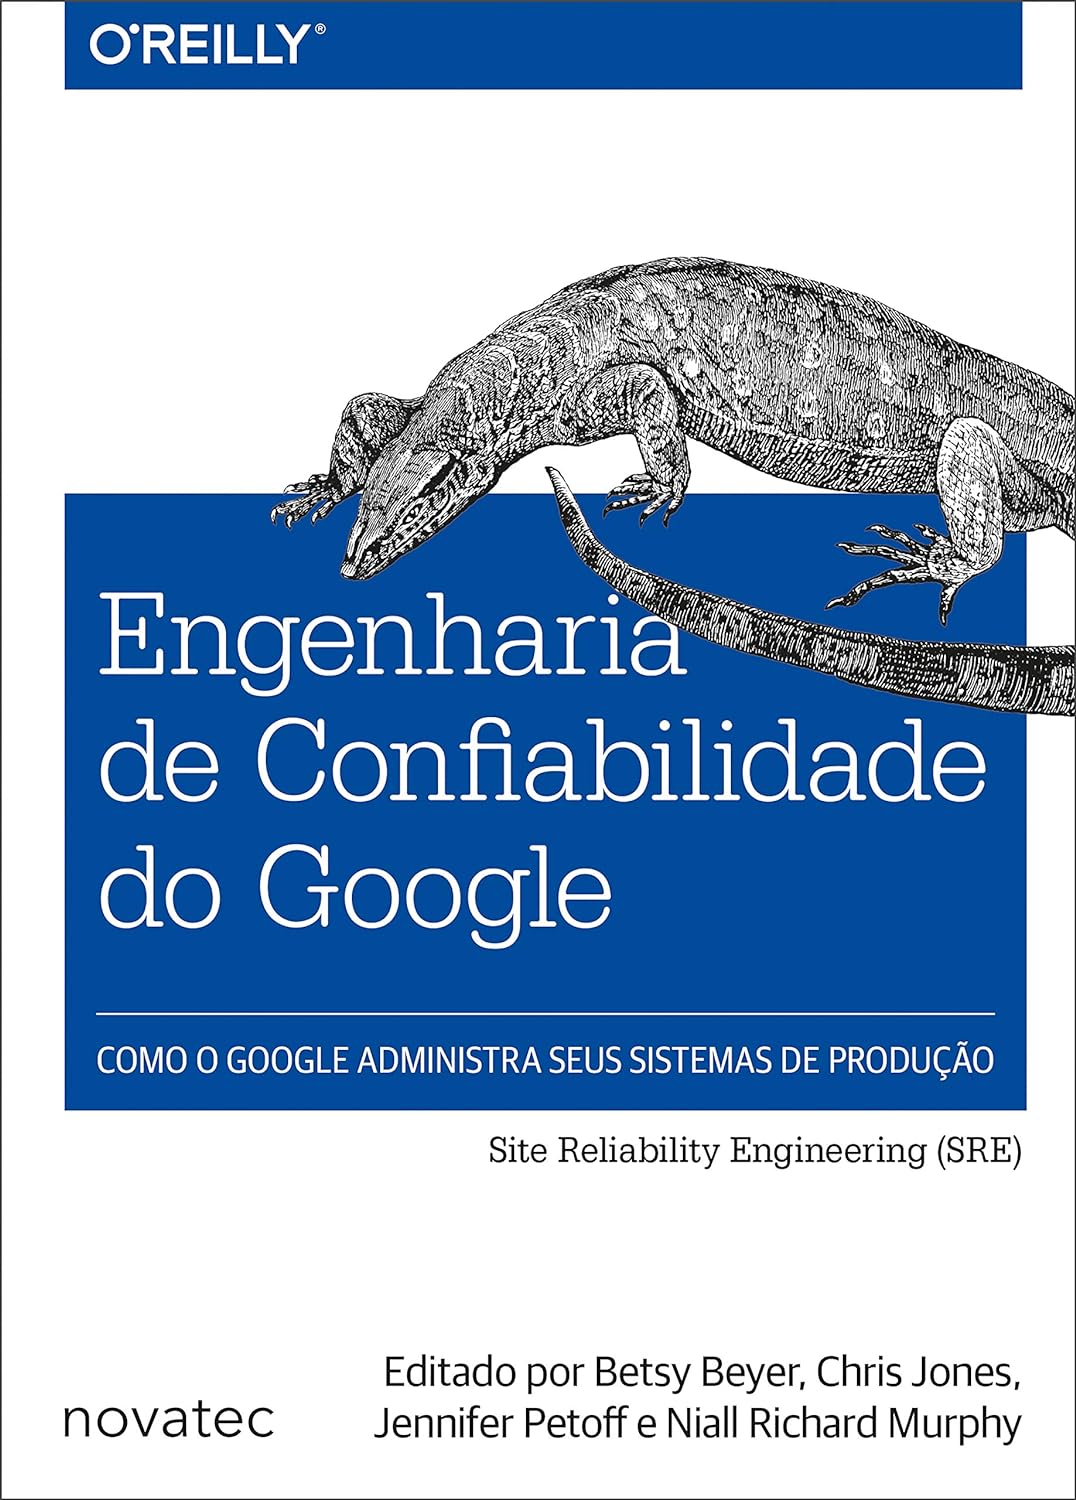 O'REILLY®
Engenharia
de Confiabilidade
do Google
COMO O GOOGLE ADMINISTRA SEUS SISTEMAS DE PRODUÇÃO
Site Reliability Engineering (SRE)
Editado por Betsy Beyer, Chris Jones,
Jennifer Petoff e Niall Richard Murphy
novatec